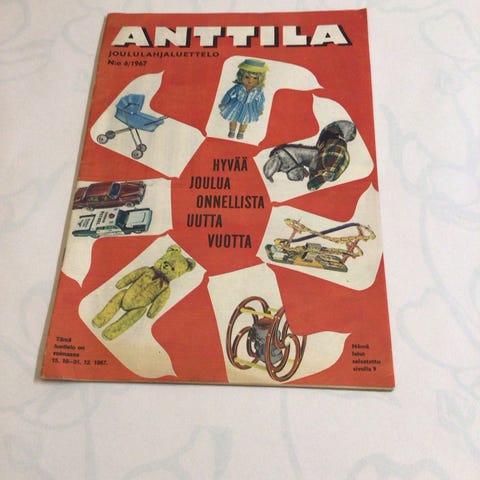 ANTTILA
JOULULAHJALUETTELO
N:o 6/1967
HYVÄÄ
JOULUA
ONNELLISTA
UUTTA
VUOTTA
Tämä
luettelo on
voimassa
15. 10–31. 12. 1967.
Nämä
lelut
selostettu
sivulla 9